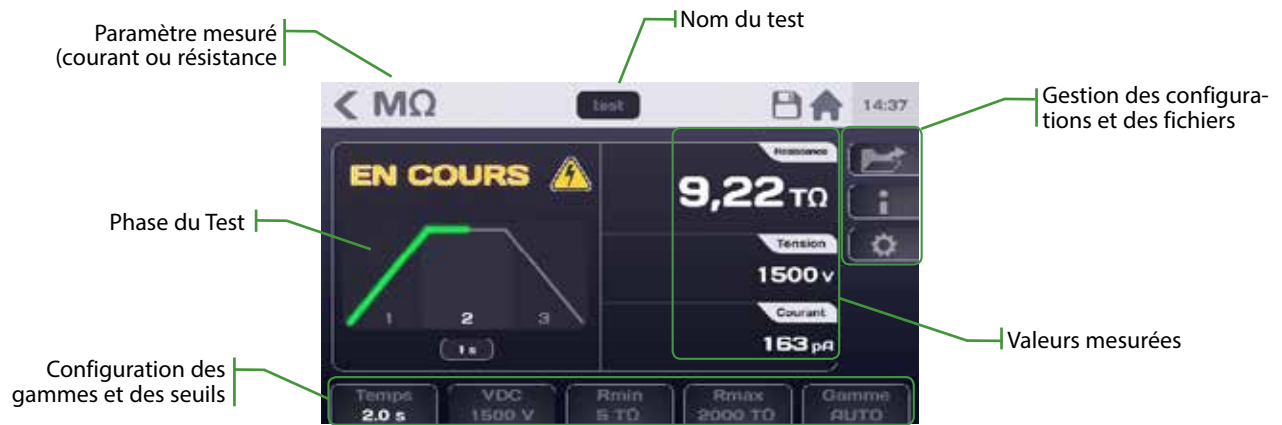 Nom du test
Paramètre mesuré
(courant ou résistance
MΩ
test
14:37
Gestion des configura-
tions et des fichiers
EN COURS
Résistance
9,22 TΩ
Phase du Test
Tension
1500 v
1
2
3
Courant
163 pA
1 s
Valeurs mesurées
Configuration des
gammes et des seuils
Temps
2.0 s
VDC
1500 V
Rmin
5 TΩ
Rmax
2000 TΩ
Gamme
AUTO